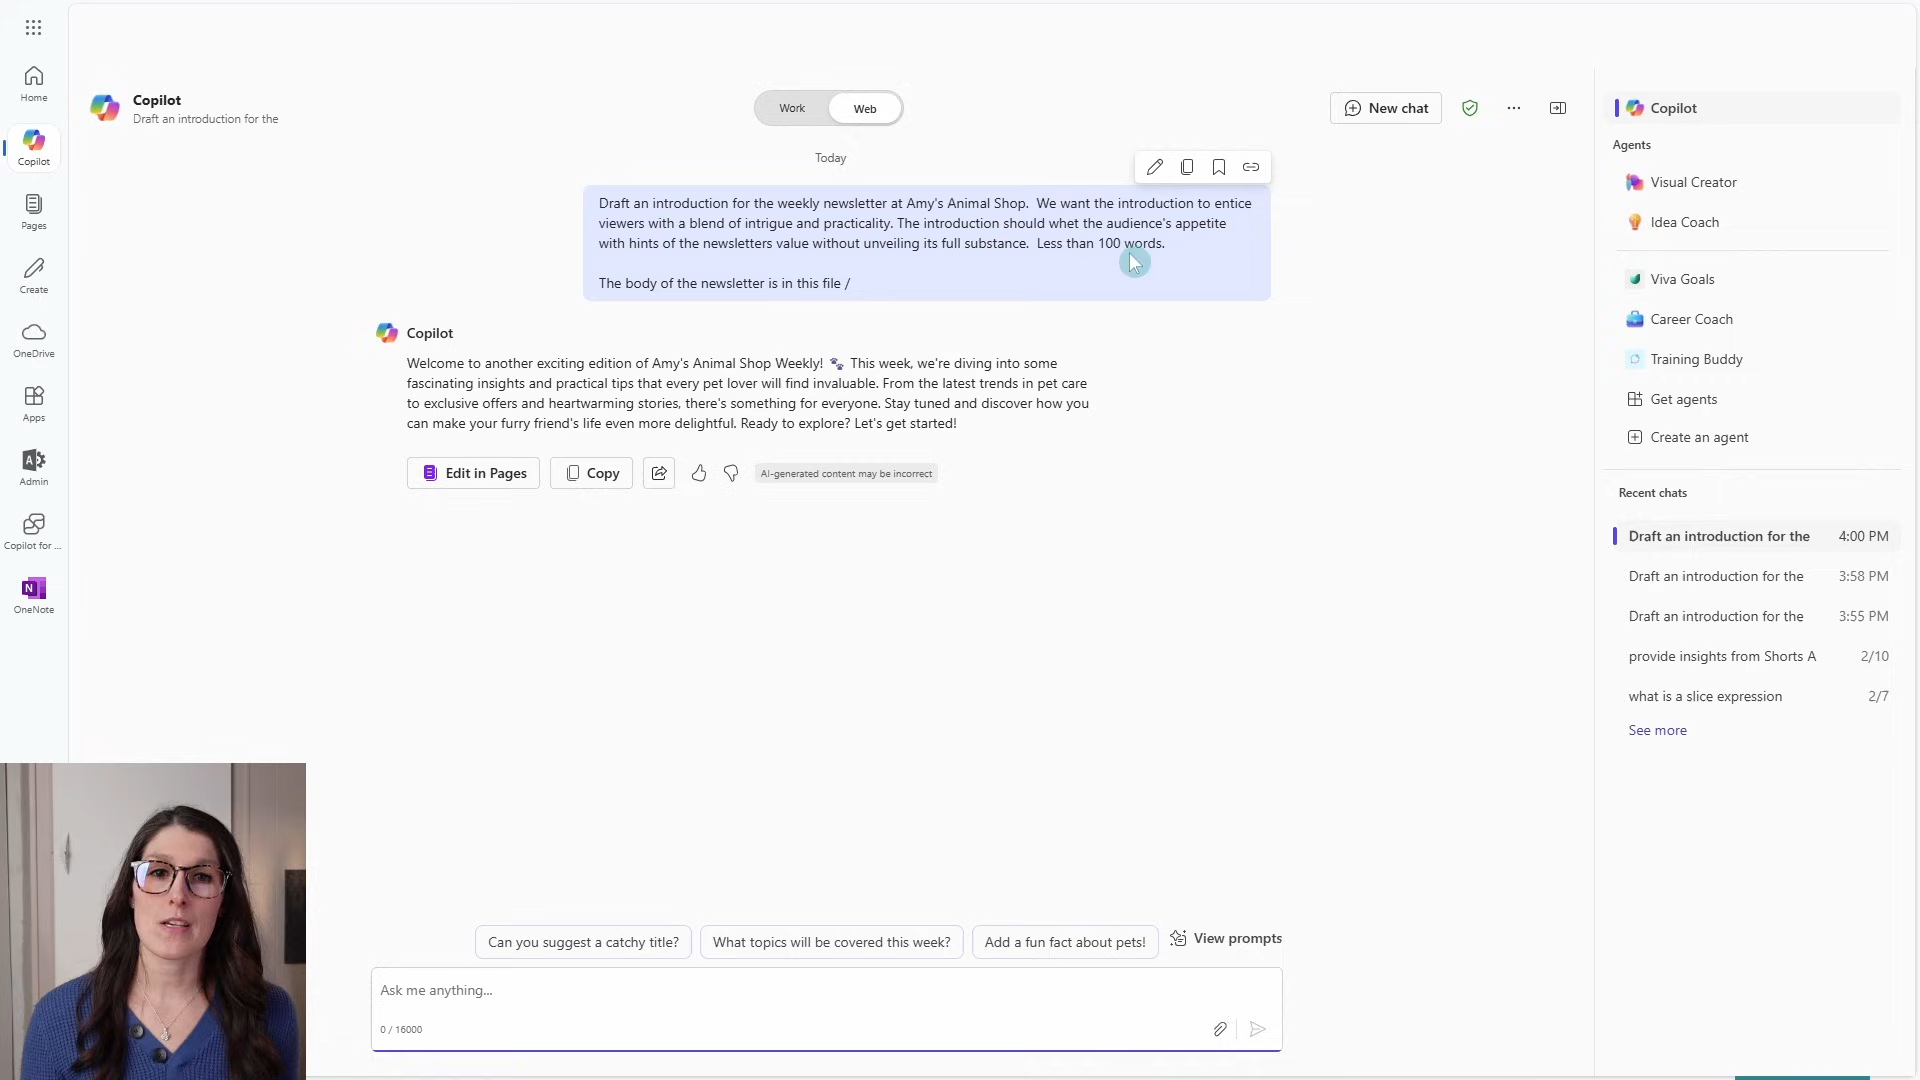 Home
Copilot
Pages
Create
OneDrive
Apps
Admin
Copilot for ...
OneNote
Copilot
Draft an introduction for the
Work
Web
New chat
Today
Draft an introduction for the weekly newsletter at Amy's Animal Shop.  We want the introduction to entice
viewers with a blend of intrigue and practicality. The introduction should whet the audience's appetite
with hints of the newsletters value without unveiling its full substance.  Less than 100 words.
The body of the newsletter is in this file /
Copilot
Welcome to another exciting edition of Amy's Animal Shop Weekly! 🐾 This week, we're diving into some
fascinating insights and practical tips that every pet lover will find invaluable. From the latest trends in pet care
to exclusive offers and heartwarming stories, there's something for everyone. Stay tuned and discover how you
can make your furry friend's life even more delightful. Ready to explore? Let's get started!
Edit in Pages
Copy
AI-generated content may be incorrect
Can you suggest a catchy title?
What topics will be covered this week?
Add a fun fact about pets!
View prompts
Ask me anything...
0 / 16000
Copilot
Agents
Visual Creator
Idea Coach
Viva Goals
Career Coach
Training Buddy
Get agents
Create an agent
Recent chats
Draft an introduction for the 4:00 PM
Draft an introduction for the 3:58 PM
Draft an introduction for the 3:55 PM
provide insights from Shorts A 2/10
what is a slice expression 2/7
See more